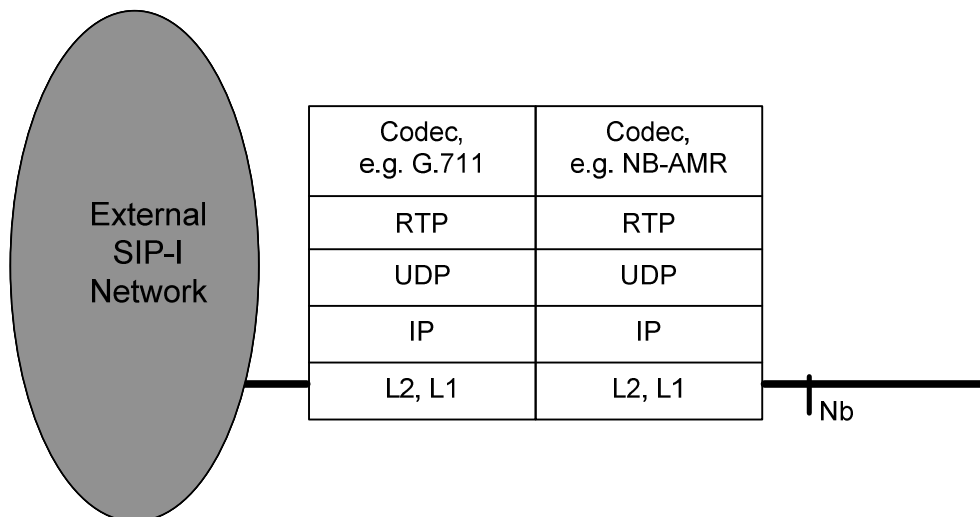 External
SIP-I
Network
Codec,
e.g. G.711
Codec,
e.g. NB-AMR
RTP
RTP
UDP
UDP
IP
IP
L2, L1
L2, L1
Nb